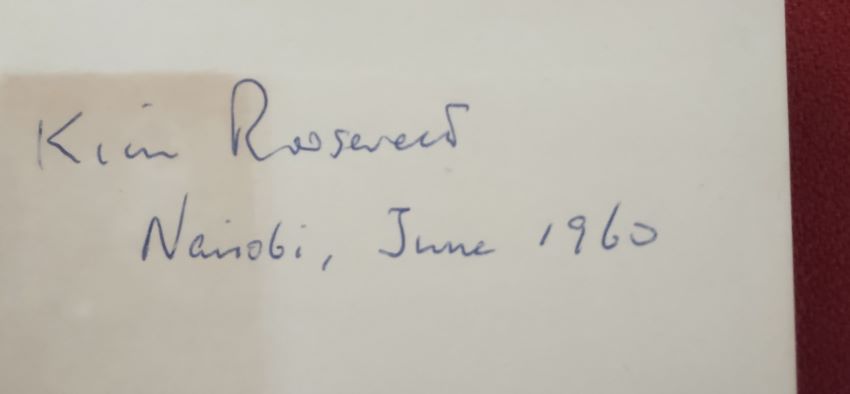 Kim Roosevelt
Nairobi, June 1960